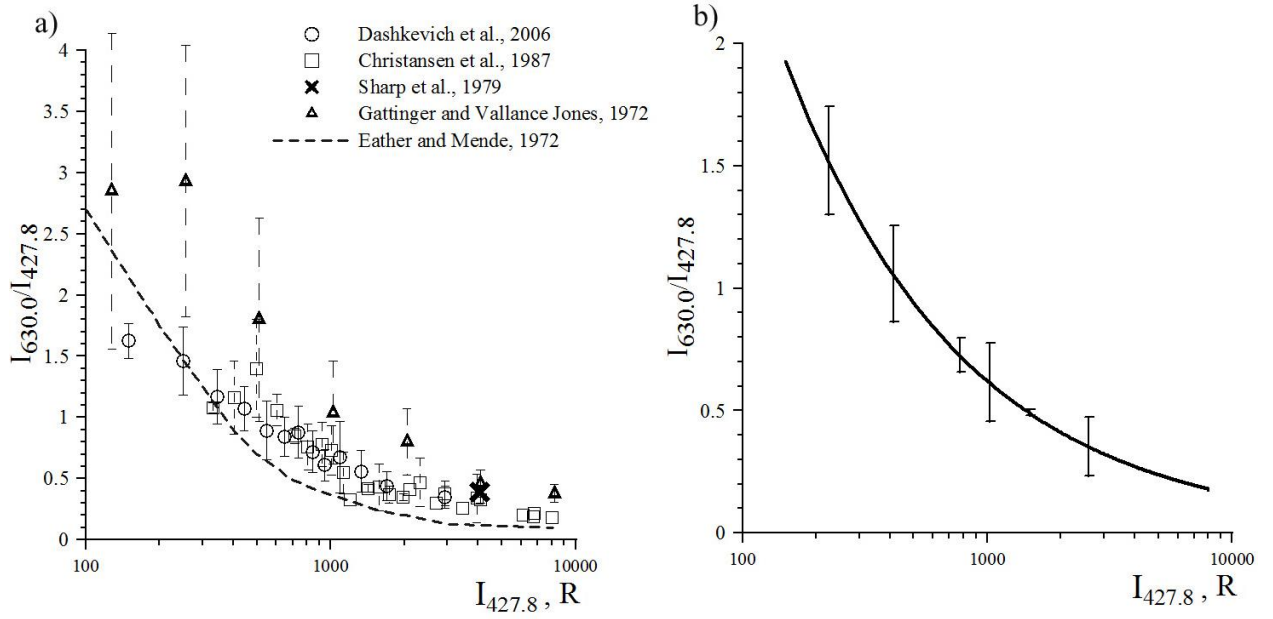 a)
Dashkevich et al., 2006
Christansen et al., 1987
Sharp et al., 1979
Gattinger and Vallance Jones, 1972
Eather and Mende, 1972
4
3.5
3
2.5
2
1.5
1
0.5
0
I630.0/I427.8
100
1000
10000
I427.8 , R
b)
2
1.5
1
0.5
0
I630.0/I427.8
100
1000
10000
I427.8 , R